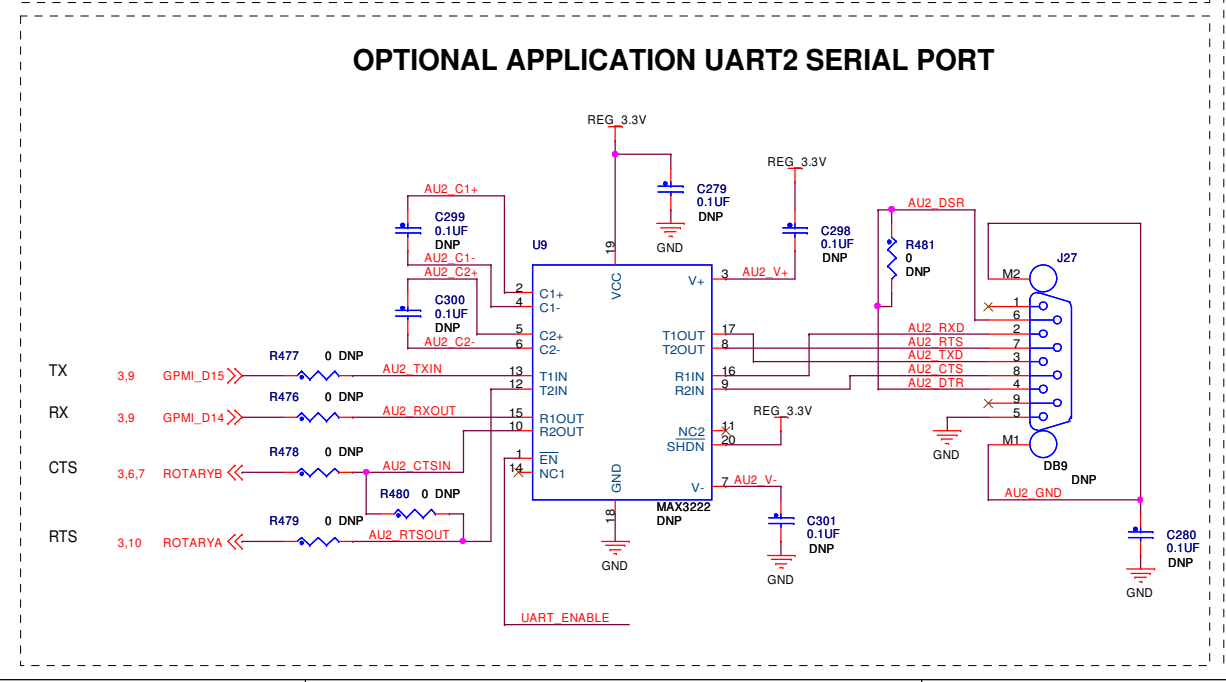 OPTIONAL APPLICATION UART2 SERIAL PORT
REG_3.3V
REG_3.3V
C279
0.1UF
DNP
GND
AU2_C1+
C299
0.1UF
DNP
AU2_C1-
AU2_C2+
C300
0.1UF
DNP
AU2_C2-
C298
0.1UF
DNP
AU2_V+
AU2_DSR
R481
0
DNP
U9
19
VCC
2 C1+
4 C1-
5 C2+
6 C2-
13 T1IN
12 T2IN
15 R1OUT
10 R2OUT
1 EN
14 NC1
GND
18
GND
V+ 3
T1OUT 17
T2OUT 8
R1IN 16
R2IN 9
NC2 11
SHDN 20
V- 7
MAX3222
DNP
REG_3.3V
AU2_V-
C301
0.1UF
DNP
GND
TX 3,9 GPMI_D15 R477 0 DNP AU2_TXIN
RX 3,9 GPMI_D14 R476 0 DNP AU2_RXOUT
CTS 3,6,7 ROTARYB R478 0 DNP AU2_CTSIN
R480 0 DNP
RTS 3,10 ROTARYA R479 0 DNP AU2_RTSOUT
UART_ENABLE
J27
M2
1
6
AU2_RXD 2
AU2_RTS 7
AU2_TXD 3
AU2_CTS 8
AU2_DTR 4
9
5
GND
M1
DB9
DNP
AU2_GND
C280
0.1UF
DNP
GND